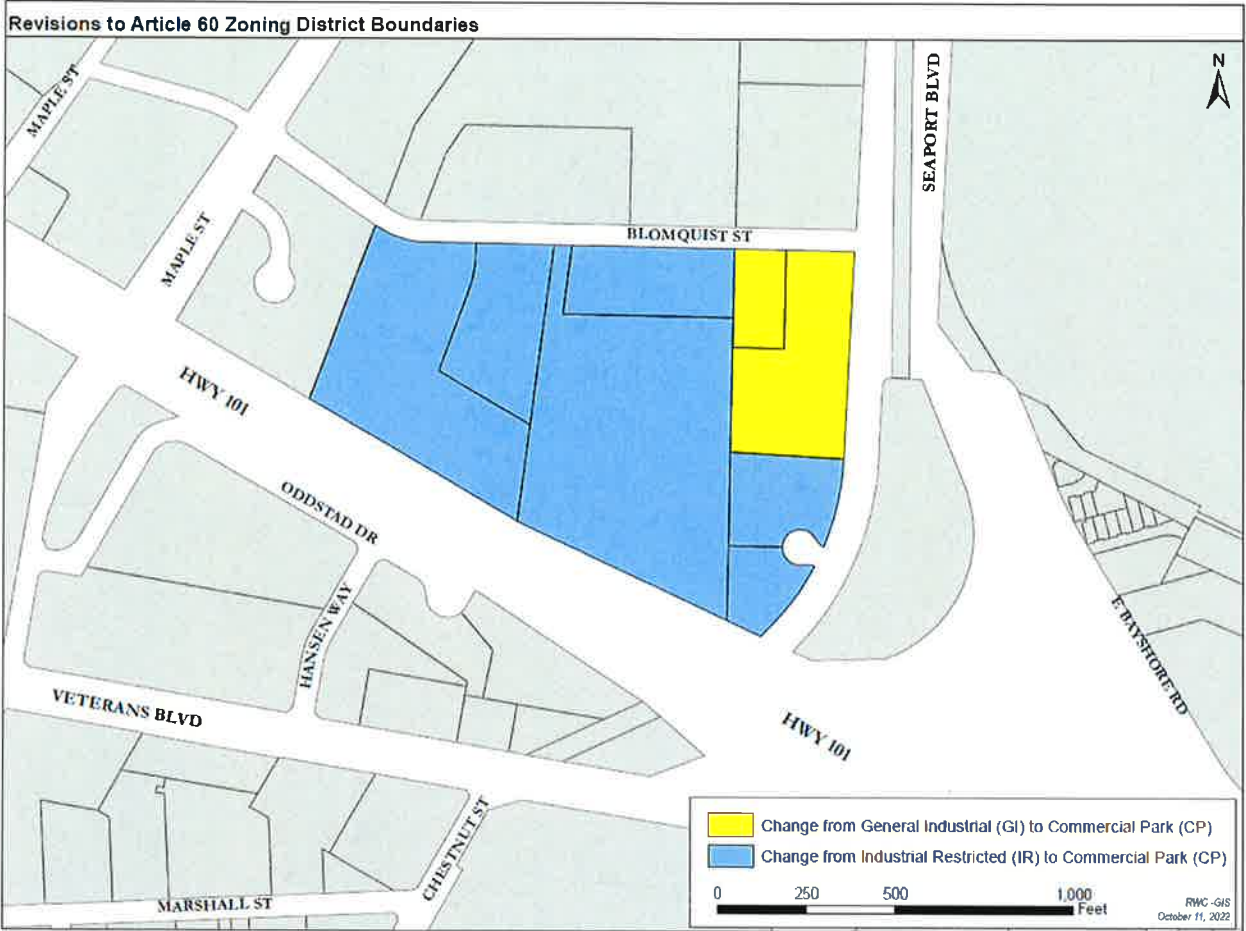 Revisions to Article 60 Zoning District Boundaries
N
MAPLE ST
SEAPORT BLVD
MAPLE ST
BLOMQUIST ST
HWY 101
ODDSTAD DR
HANSEN WAY
E BAYSHORE RD
VETERANS BLVD
HWY 101
CHESTNUT ST
MARSHALL ST
Change from General Industrial (GI) to Commercial Park (CP)
Change from Industrial Restricted (IR) to Commercial Park (CP)
0 250 500 1,000
Feet
RWC -GIS
October 11, 2022